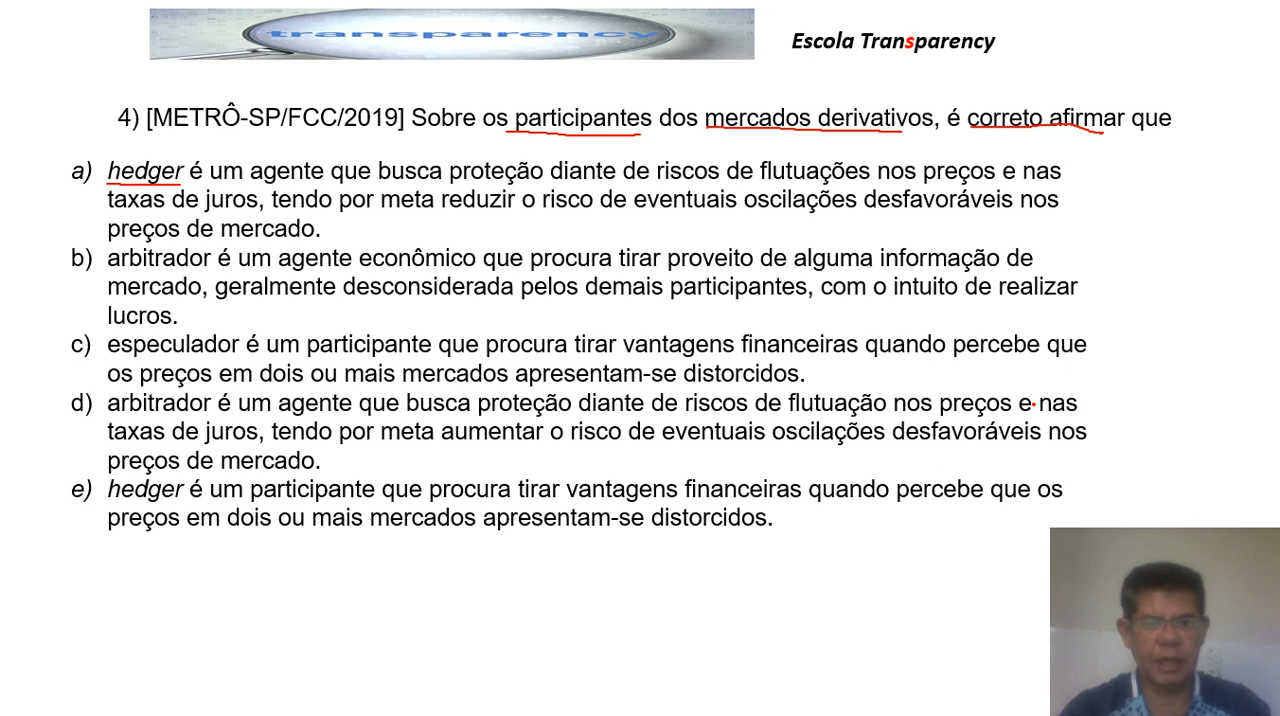 transparency
Escola Transparency
4) [METRÔ-SP/FCC/2019] Sobre os participantes dos mercados derivativos, é correto afirmar que
a) hedger é um agente que busca proteção diante de riscos de flutuações nos preços e nas
taxas de juros, tendo por meta reduzir o risco de eventuais oscilações desfavoráveis nos
preços de mercado.
b) arbitrador é um agente econômico que procura tirar proveito de alguma informação de
mercado, geralmente desconsiderada pelos demais participantes, com o intuito de realizar
lucros.
c) especulador é um participante que procura tirar vantagens financeiras quando percebe que
os preços em dois ou mais mercados apresentam-se distorcidos.
d) arbitrador é um agente que busca proteção diante de riscos de flutuação nos preços e nas
taxas de juros, tendo por meta aumentar o risco de eventuais oscilações desfavoráveis nos
preços de mercado.
e) hedger é um participante que procura tirar vantagens financeiras quando percebe que os
preços em dois ou mais mercados apresentam-se distorcidos.